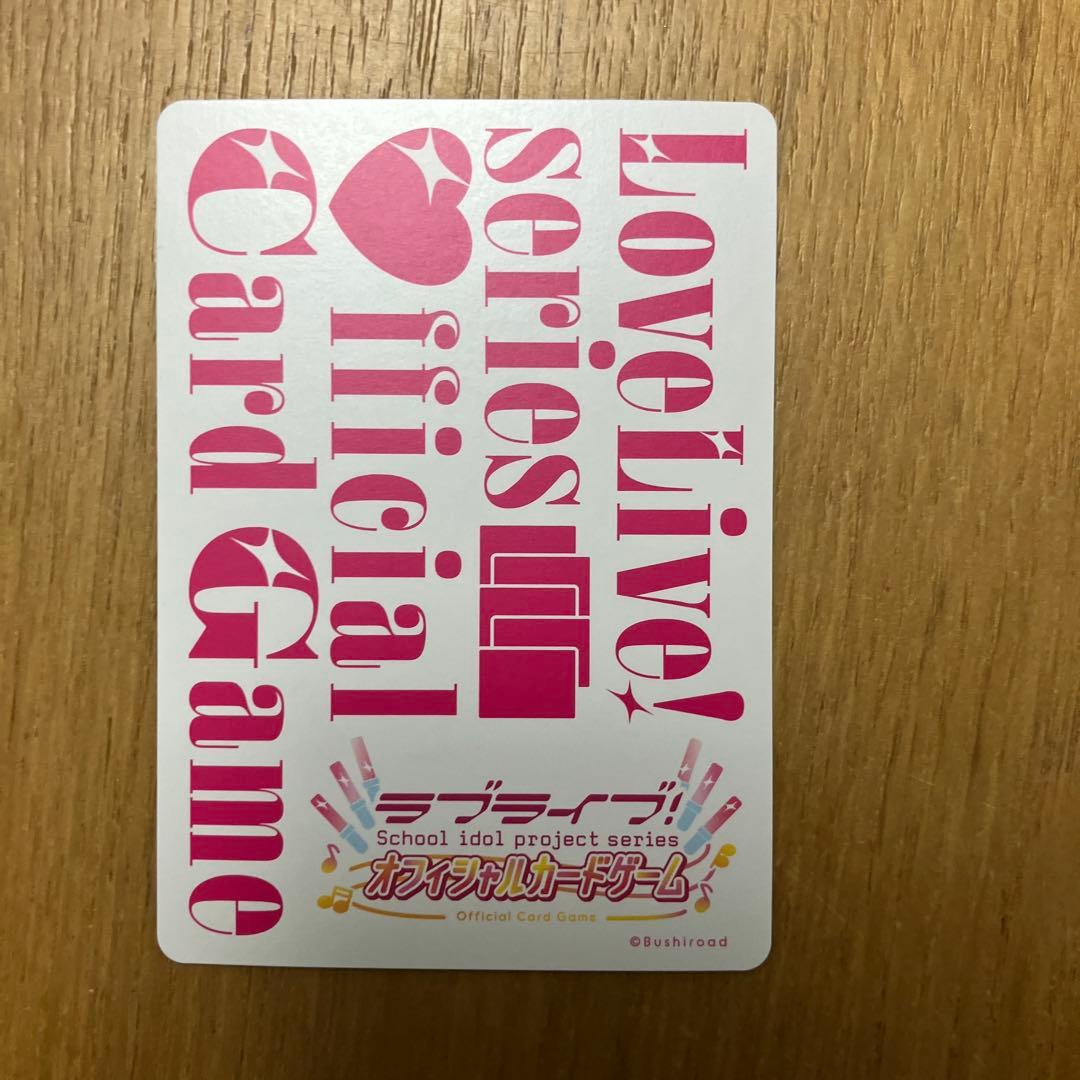 LoveLive!
series
♥fficial
Card Game
ラブライブ!
School idol project series
オフィシャルカードゲーム
Official Card Game
©Bushiroad